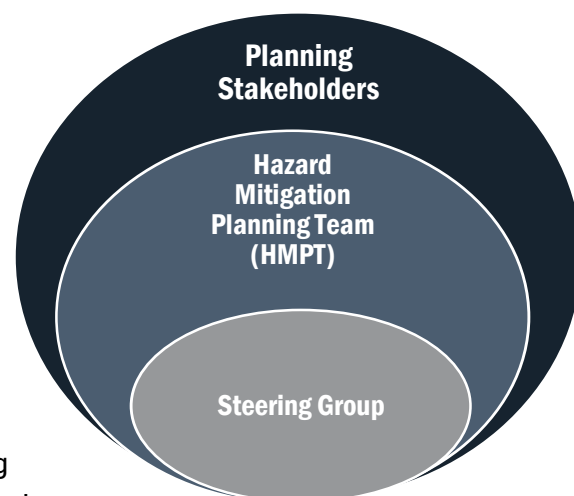 Planning
Stakeholders
Hazard
Mitigation
Planning Team
(HMPT)
Steering Group